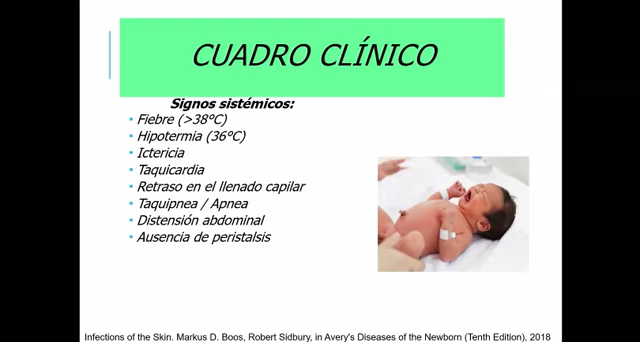 CUADRO CLÍNICO
Signos sistémicos:
Fiebre (>38°C)
Hipotermia (36°C)
Ictericia
Taquicardia
Retraso en el llenado capilar
Taquipnea / Apnea
Distensión abdominal
Ausencia de peristalsis
Infections of the Skin. Markus D. Boos, Robert Sidbury, in Avery's Diseases of the Newborn (Tenth Edition), 2018